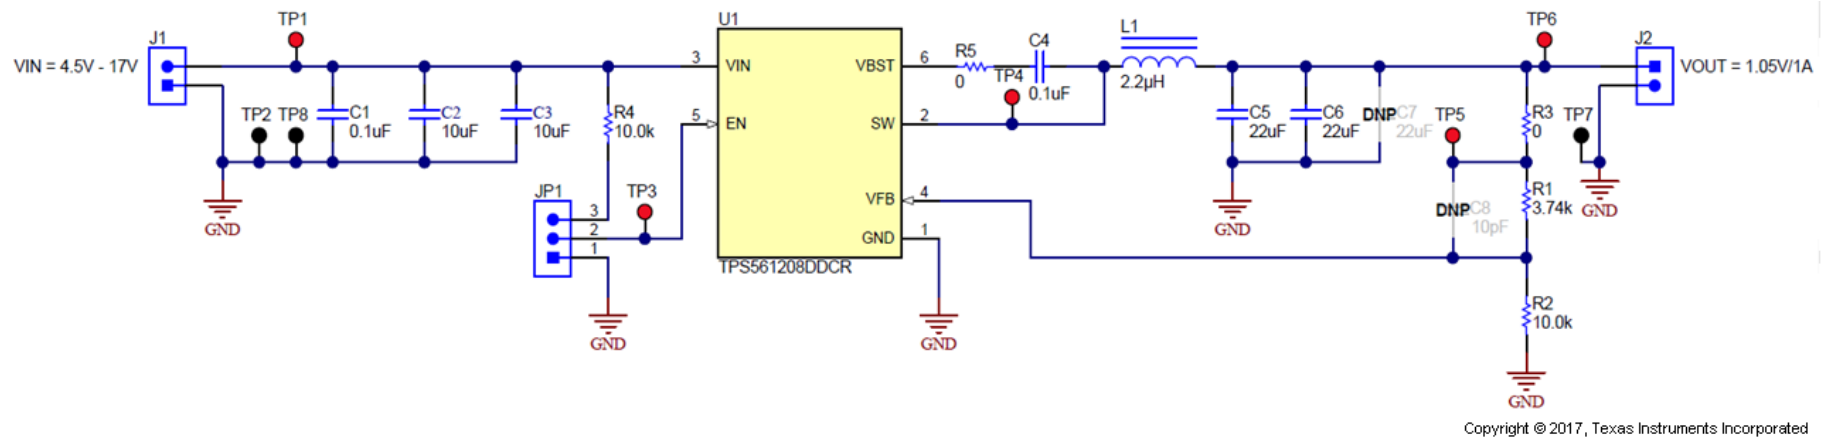 TP1
U1
TP6
J1
L1
J2
C4
R5
VIN = 4.5V - 17V
3
VIN
VBST
6
TP4
0
2.2µH
0.1uF
VOUT = 1.05V/1A
TP2
TP8
C1
0.1uF
C2
10uF
C3
10uF
R4
10.0k
5
EN
SW
2
C5
22uF
C6
22uF
DNP
C7
22uF
TP5
R3
0
TP7
JP1
TP3
3
2
1
VFB
4
GND
1
DNP
C8
10pF
R1
3.74k
GND
GND
GND
TPS561208DDCR
R2
10.0k
GND
GND
GND
Copyright © 2017, Texas Instruments Incorporated